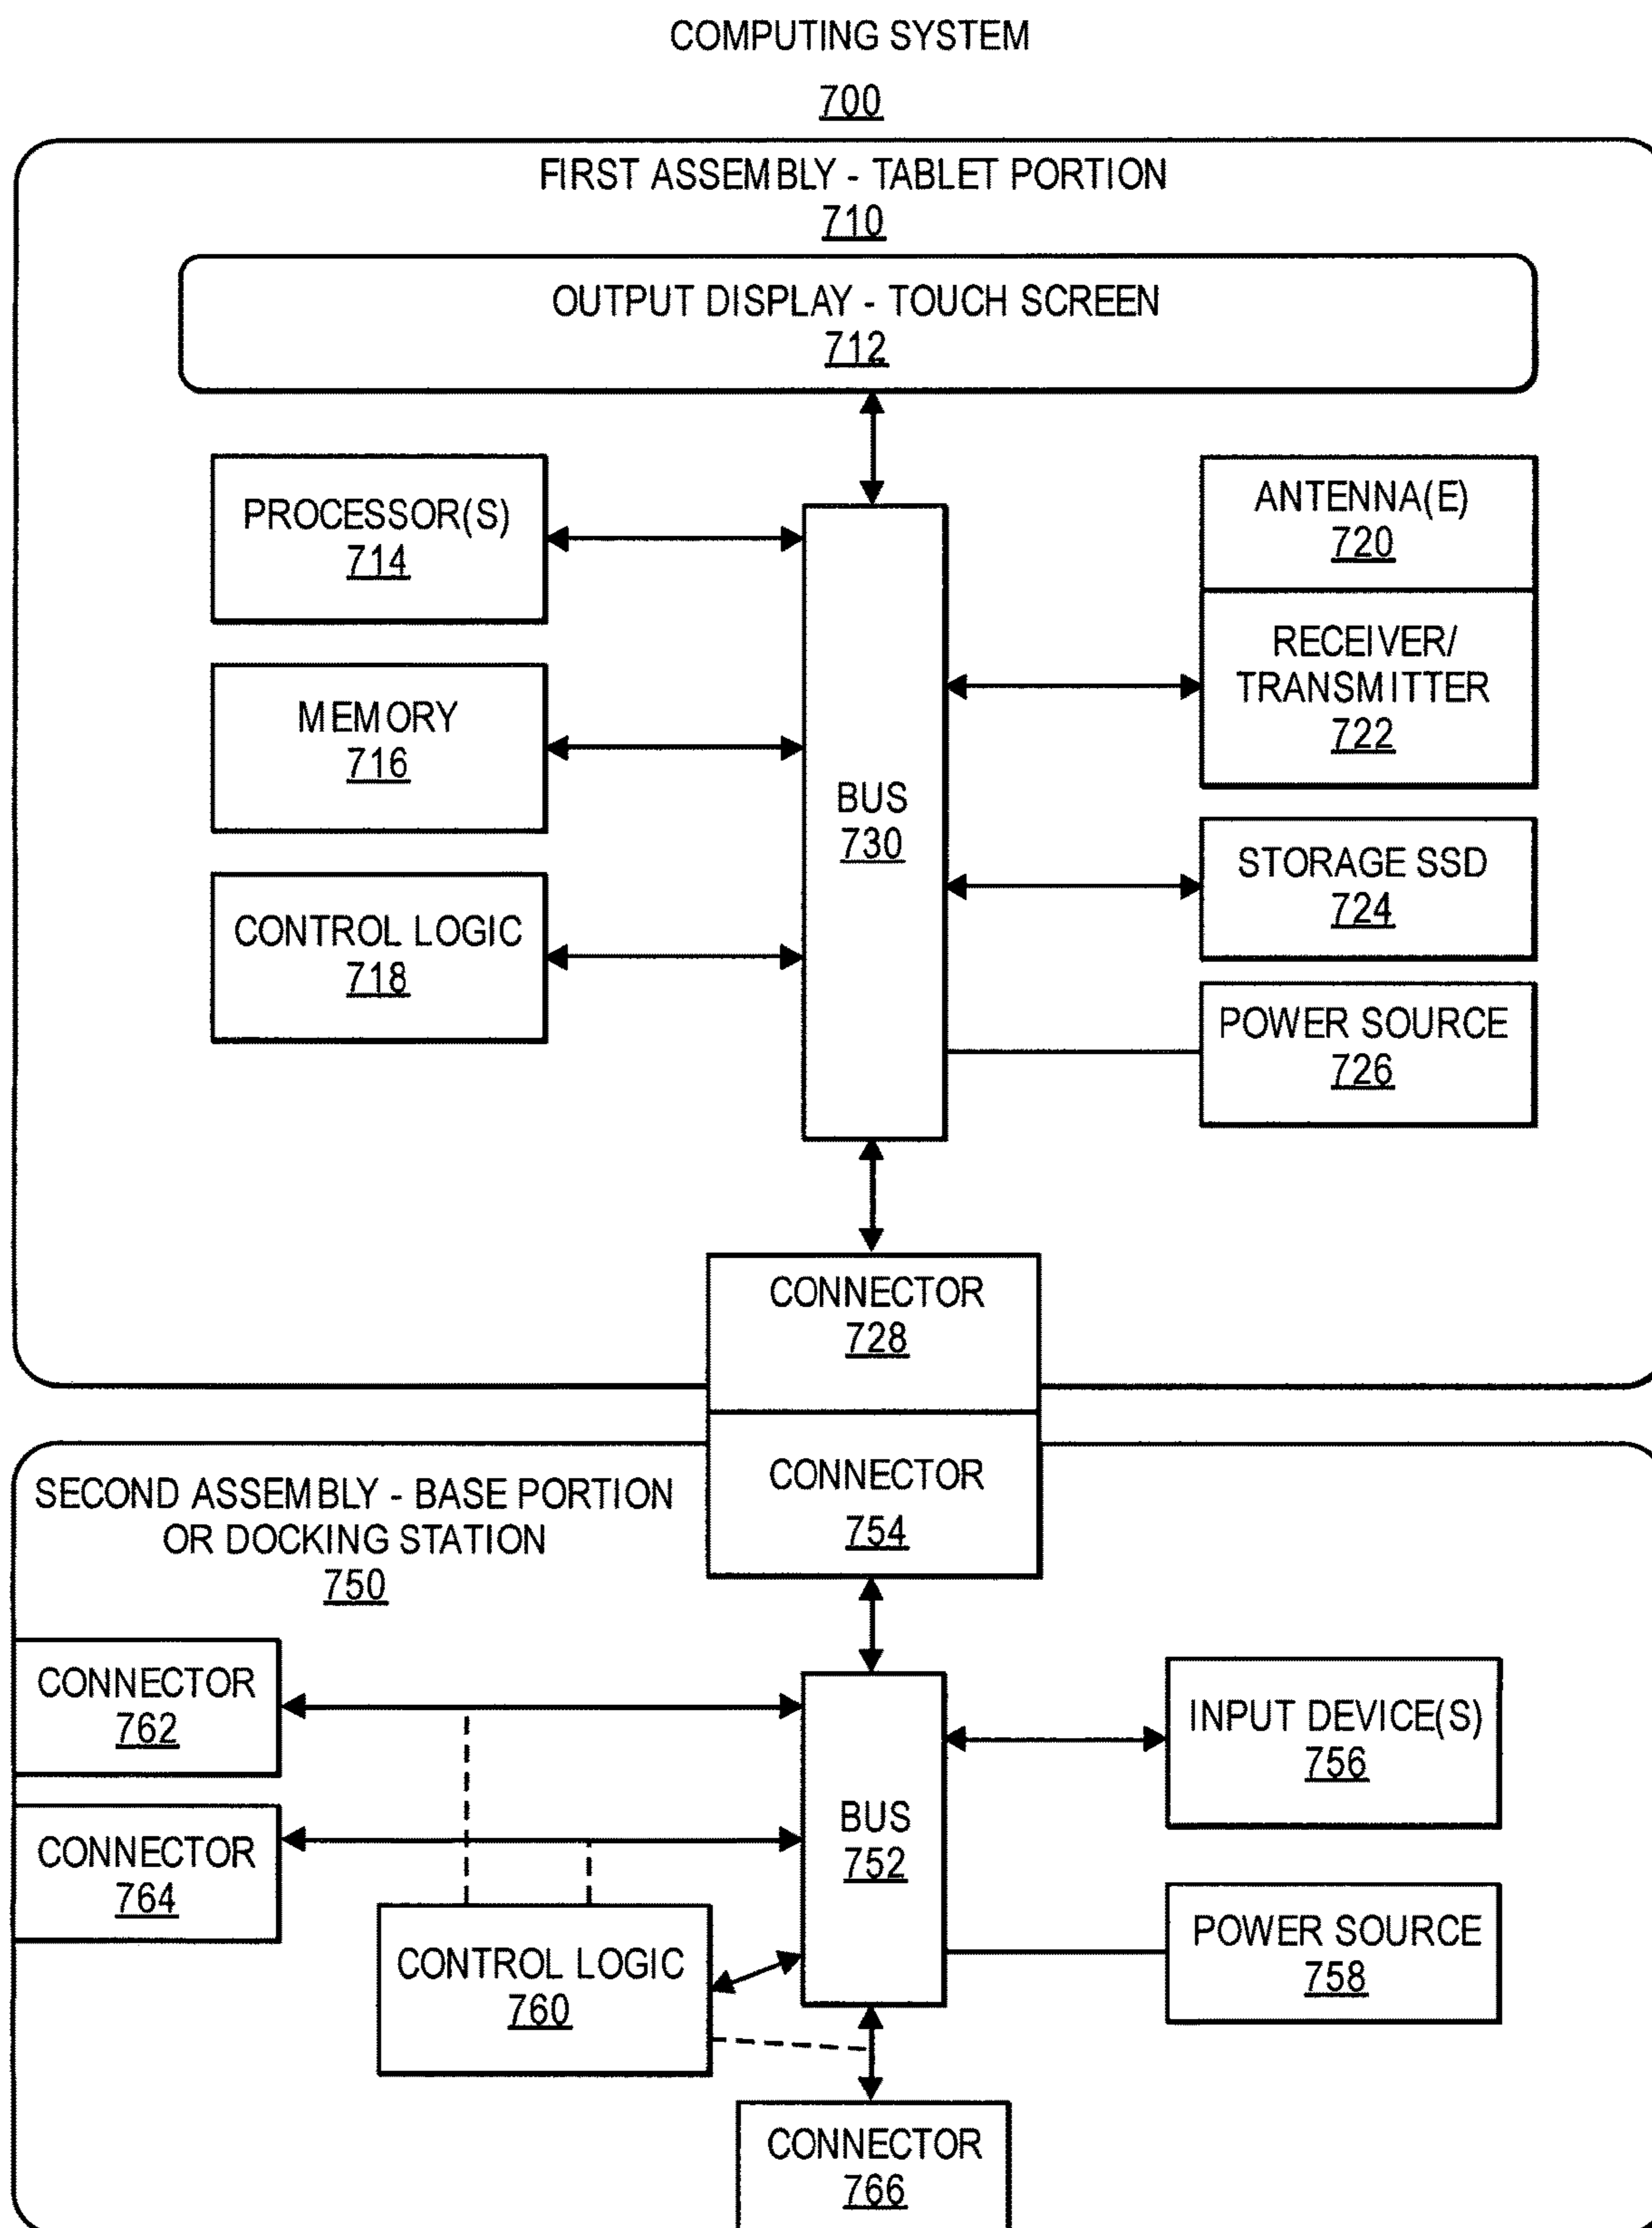 COMPUTING SYSTEM
700
FIRST ASSEMBLY - TABLET PORTION
710
OUTPUT DISPLAY - TOUCH SCREEN
712
PROCESSOR(S)
714
ANTENNA(E)
720
RECEIVER/
TRANSMITTER
722
MEMORY
716
BUS
730
STORAGE SSD
724
CONTROL LOGIC
718
POWER SOURCE
726
CONNECTOR
728
CONNECTOR
754
SECOND ASSEMBLY - BASE PORTION
OR DOCKING STATION
750
CONNECTOR
762
INPUT DEVICE(S)
756
CONNECTOR
764
BUS
752
CONTROL LOGIC
760
POWER SOURCE
758
CONNECTOR
766